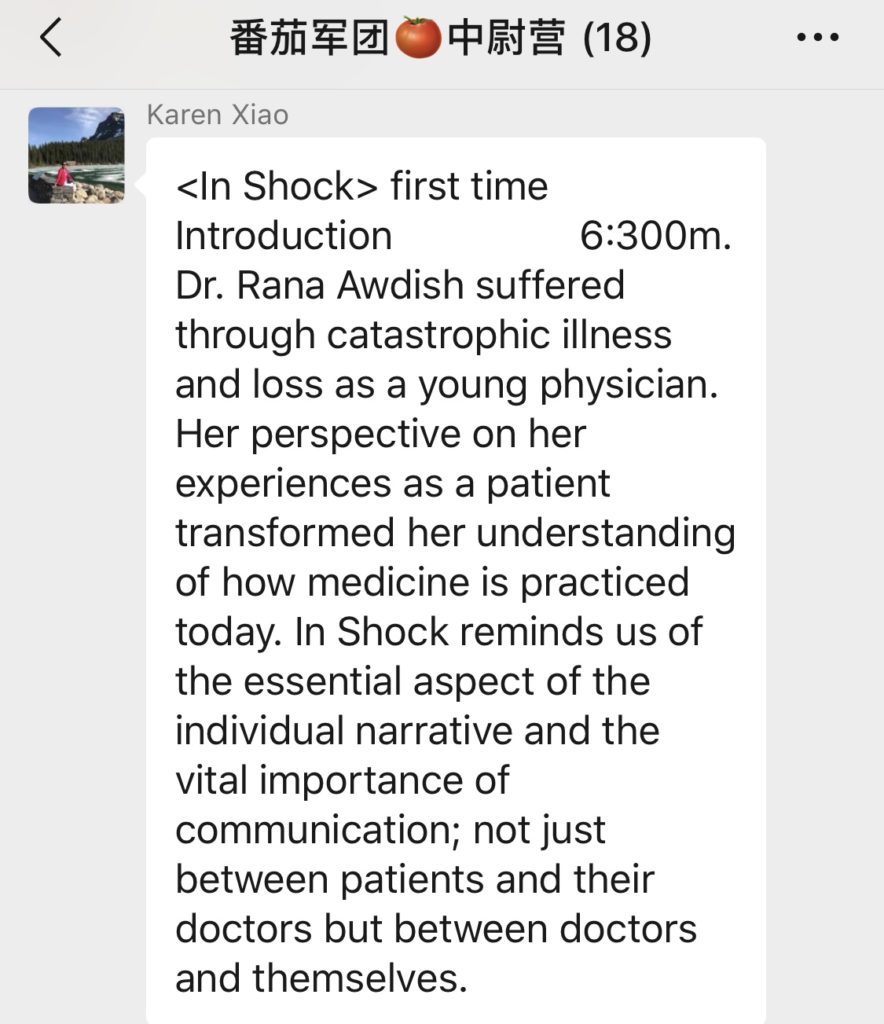 番茄军团🍅中尉营 (18)
Karen Xiao
<In Shock> first time
Introduction 6:300m.
Dr. Rana Awdish suffered
through catastrophic illness
and loss as a young physician.
Her perspective on her
experiences as a patient
transformed her understanding
of how medicine is practiced
today. In Shock reminds us of
the essential aspect of the
individual narrative and the
vital importance of
communication; not just
between patients and their
doctors but between doctors
and themselves.